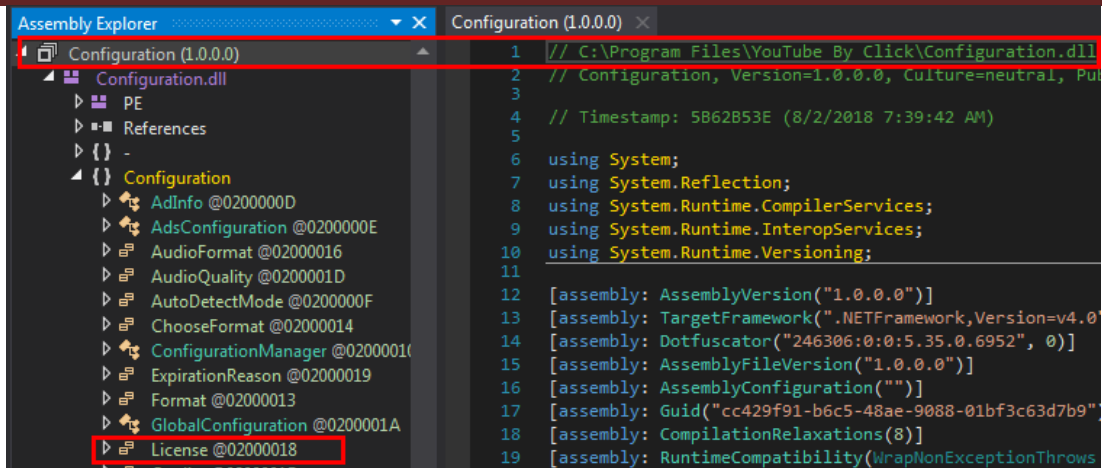 Assembly Explorer
Configuration (1.0.0.0)
Configuration.dll
PE
References
{ } -
{ } Configuration
AdInfo @0200000D
AdsConfiguration @0200000E
AudioFormat @02000016
AudioQuality @0200001D
AutoDetectMode @0200000F
ChooseFormat @02000014
ConfigurationManager @0200001
ExpirationReason @02000019
Format @02000013
GlobalConfiguration @0200001A
License @02000018
Configuration (1.0.0.0)
1 // C:\Program Files\YouTube By Click\Configuration.dll
2 // Configuration, Version=1.0.0.0, Culture=neutral, Pu
3
4 // Timestamp: 5B62B53E (8/2/2018 7:39:42 AM)
5
6 using System;
7 using System.Reflection;
8 using System.Runtime.CompilerServices;
9 using System.Runtime.InteropServices;
10 using System.Runtime.Versioning;
11
12 [assembly: AssemblyVersion("1.0.0.0")]
13 [assembly: TargetFramework(".NETFramework,Version=v4.0"
14 [assembly: Dotfuscator("246306:0:0:5.35.0.6952", 0)]
15 [assembly: AssemblyFileVersion("1.0.0.0")]
16 [assembly: AssemblyConfiguration("")]
17 [assembly: Guid("cc429f91-b6c5-48ae-9088-01bf3c63d7b9")
18 [assembly: CompilationRelaxations(8)]
19 [assembly: RuntimeCompatibility(WrapNonExceptionThrows